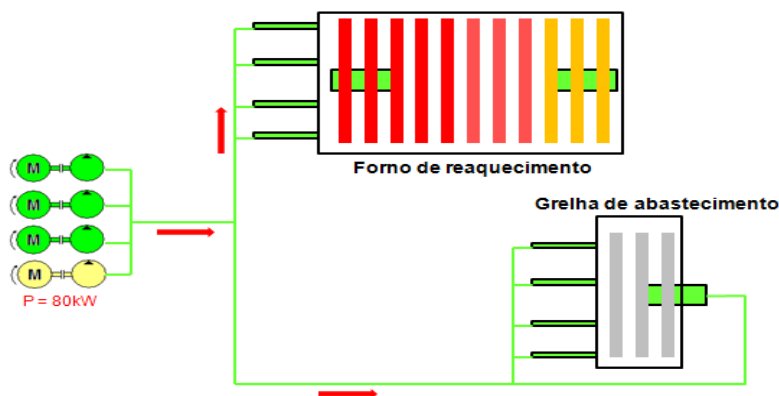 Forno de reaquecimento
Grelha de abastecimento
M
M
M
M
P = 80kW